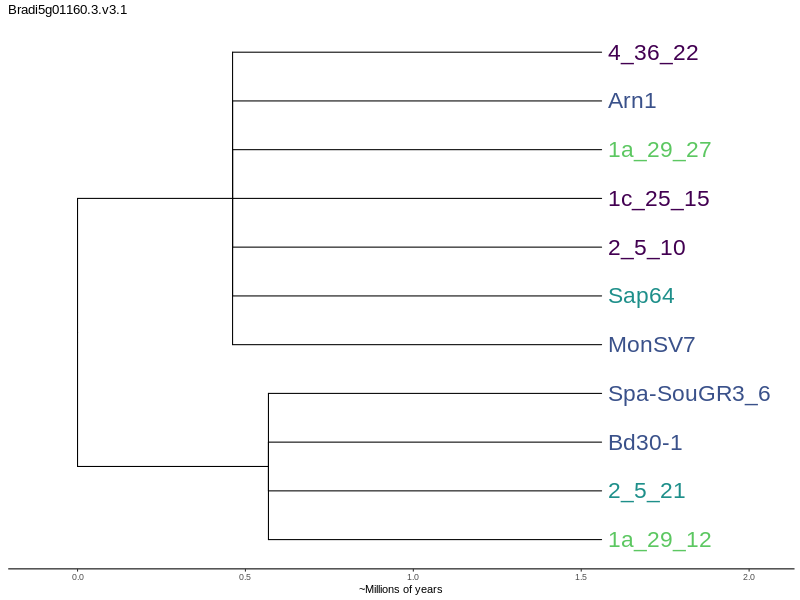 Bradi5g01160.3.v3.1
4_36_22
Arn1
1a_29_27
1c_25_15
2_5_10
Sap64
MonSV7
Spa-SouGR3_6
Bd30-1
2_5_21
1a_29_12
0.0 0.5 1.0 1.5 2.0
~Millions of years